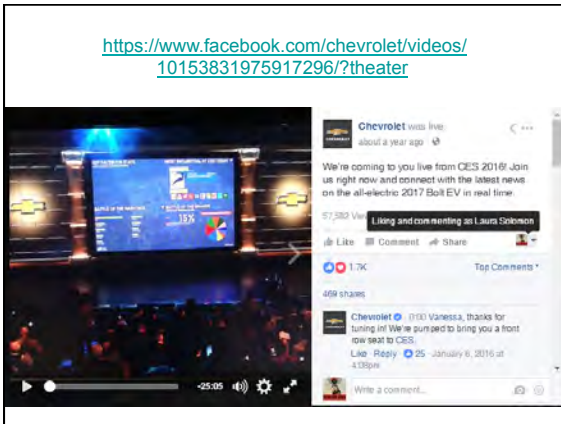 https://www.facebook.com/chevrolet/videos/
10153831975917296/?theater
Chevrolet was live.
about a year ago
We're coming to you live from CES 2016! Join
us right now and connect with the latest news
on the all-electric 2017 Bolt EV in real time.
Liking and commenting as Laura Solomon
Like Comment Share
1.7K Top Comments
469 shares
15%
Chevrolet 0:00 Vanessa, thanks for
tuning in! We're pumped to bring you a front
row seat to CES.
Like · Reply · 25 · January 6, 2016 at
4:08pm
-25:05
Write a comment...